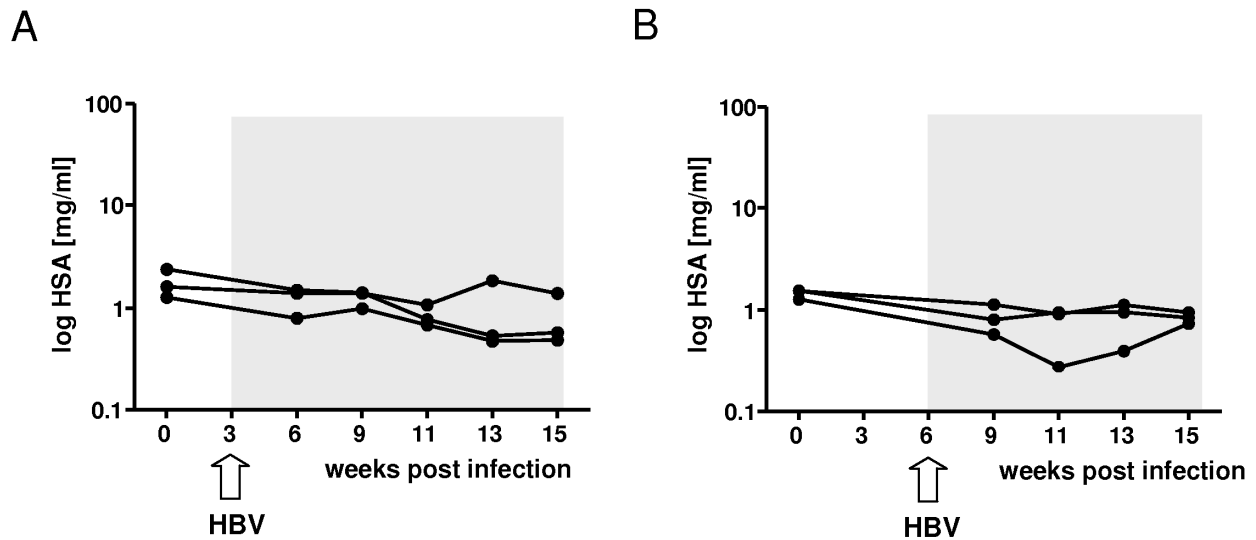 A
log HSA [mg/ml]
100
10
1
0.1
0 3 6 9 11 13 15
weeks post infection
HBV
B
log HSA [mg/ml]
100
10
1
0.1
0 3 6 9 11 13 15
weeks post infection
HBV